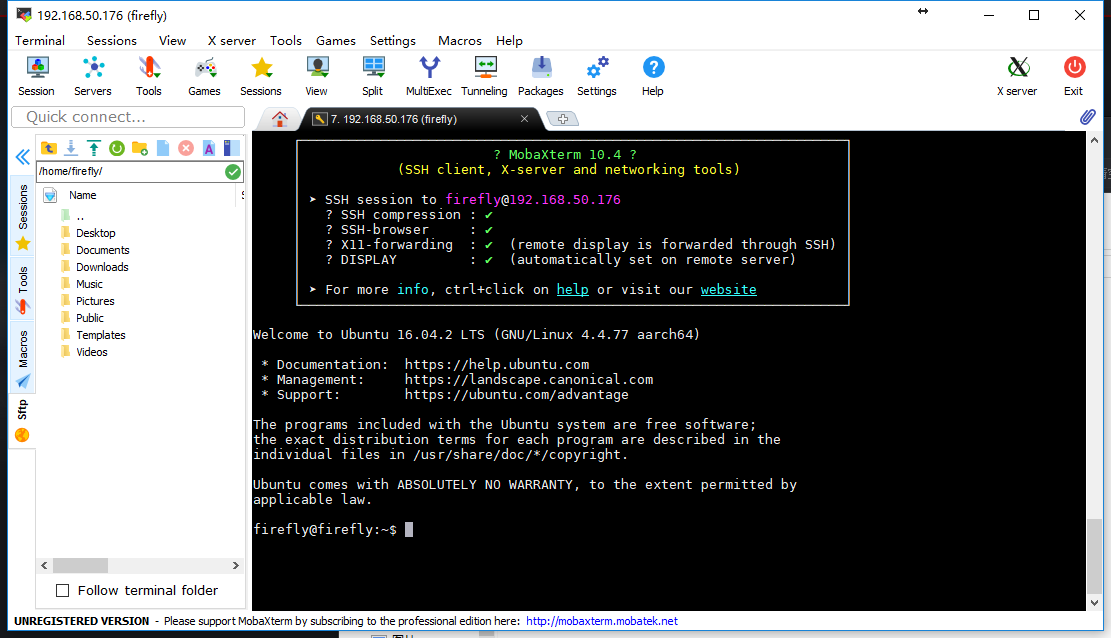 192.168.50.176 (firefly)
Terminal Sessions View X server Tools Games Settings Macros Help
Session Servers Tools Games Sessions View Split MultiExec Tunneling Packages Settings Help X server Exit
Quick connect...
7. 192.168.50.176 (firefly)
/home/firefly/
Name
..
Desktop
Documents
Downloads
Music
Pictures
Public
Templates
Videos
Sessions
Tools
Macros
Sftp
Follow terminal folder
? MobaXterm 10.4 ?
(SSH client, X-server and networking tools)
➤ SSH session to firefly@192.168.50.176
? SSH compression : ✔
? SSH-browser : ✔
? X11-forwarding : ✔ (remote display is forwarded through SSH)
? DISPLAY : ✔ (automatically set on remote server)
➤ For more info, ctrl+click on help or visit our website
Welcome to Ubuntu 16.04.2 LTS (GNU/Linux 4.4.77 aarch64)
* Documentation: https://help.ubuntu.com
* Management: https://landscape.canonical.com
* Support: https://ubuntu.com/advantage
The programs included with the Ubuntu system are free software;
the exact distribution terms for each program are described in the
individual files in /usr/share/doc/*/copyright.
Ubuntu comes with ABSOLUTELY NO WARRANTY, to the extent permitted by
applicable law.
firefly@firefly:~$
UNREGISTERED VERSION - Please support MobaXterm by subscribing to the professional edition here: http://mobaxterm.mobatek.net